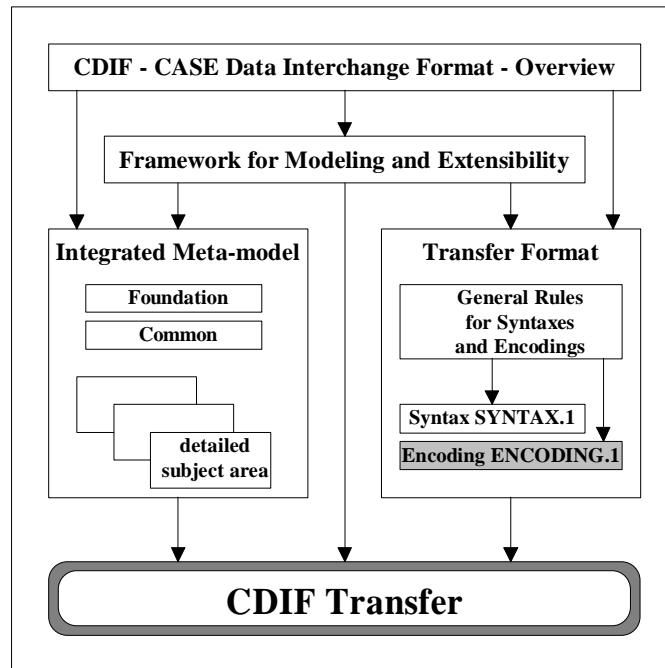 CDIF - CASE Data Interchange Format - Overview
Framework for Modeling and Extensibility
Integrated Meta-model
Foundation
Common
detailed
subject area
Transfer Format
General Rules
for Syntaxes
and Encodings
Syntax SYNTAX.1
Encoding ENCODING.1
CDIF Transfer